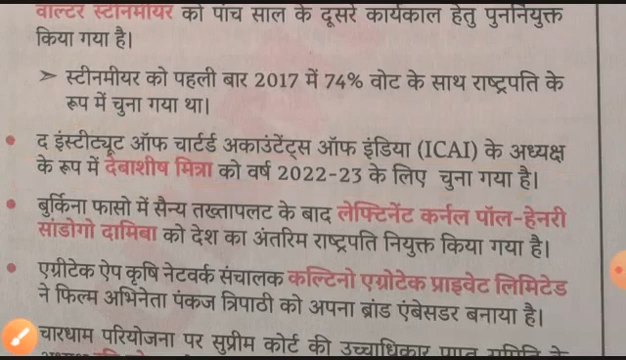 वाल्टर स्टीनमीयर को पांच साल के दूसरे कार्यकाल हेतु पुनर्नियुक्त
किया गया है।
➢ स्टीनमीयर को पहली बार 2017 में 74% वोट के साथ राष्ट्रपति के
रूप में चुना गया था।
• द इंस्टीट्यूट ऑफ चार्टर्ड अकाउंटेंट्स ऑफ इंडिया (ICAI) के अध्यक्ष
के रूप में देबाशीष मित्रा को वर्ष 2022-23 के लिए चुना गया है।
• बुर्किना फासो में सैन्य तख्तापलट के बाद लेफ्टिनेंट कर्नल पॉल-हेनरी
सांडोगो दामिबा को देश का अंतरिम राष्ट्रपति नियुक्त किया गया है।
• एग्रीटेक ऐप कृषि नेटवर्क संचालक कल्टिनो एग्रोटेक प्राइवेट लिमिटेड
ने फिल्म अभिनेता पंकज त्रिपाठी को अपना ब्रांड एंबेसडर बनाया है।
चारधाम परियोजना पर सुप्रीम कोर्ट की उच्चाधिकार